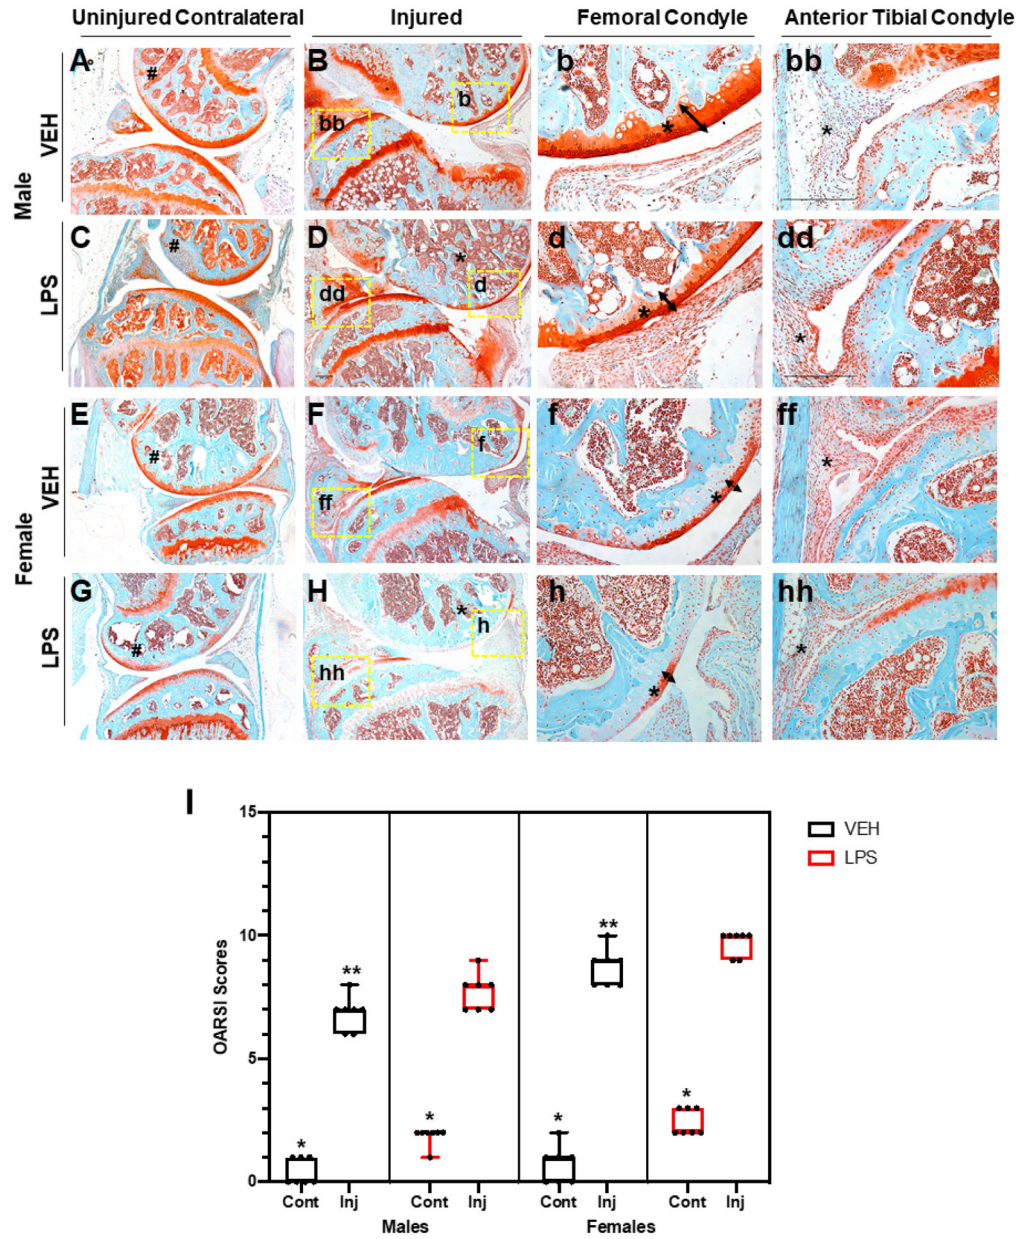 Uninjured Contralateral Injured Femoral Condyle Anterior Tibial Condyle
Male
VEH
A # B bb b b * bb *
LPS
C # D * dd d d * dd *
Female
VEH
E # F f ff f * ff *
LPS
G # H * h hh h * hh *
I
OARSI Scores
15
10
5
0
* ** * * ** *
Cont Inj Cont Inj Cont Inj Cont Inj
Males Females
VEH
LPS